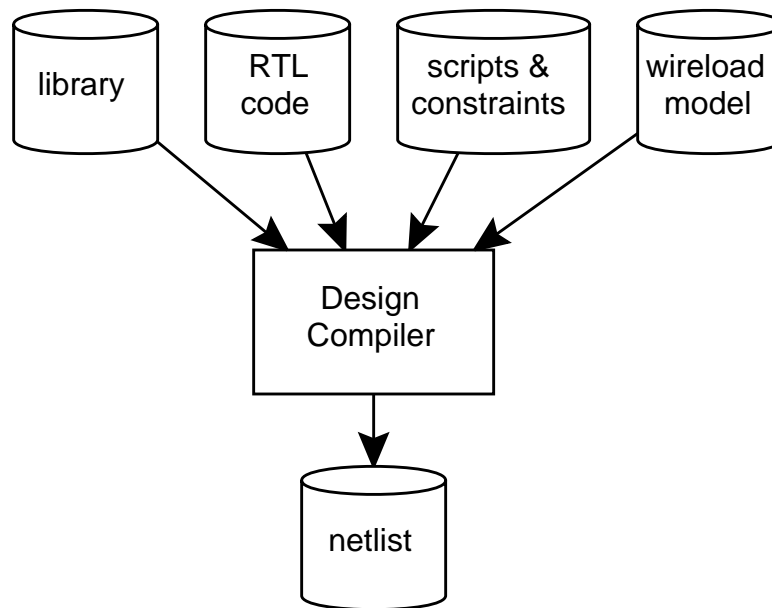 library
RTL
code
scripts &
constraints
wireload
model
Design
Compiler
netlist